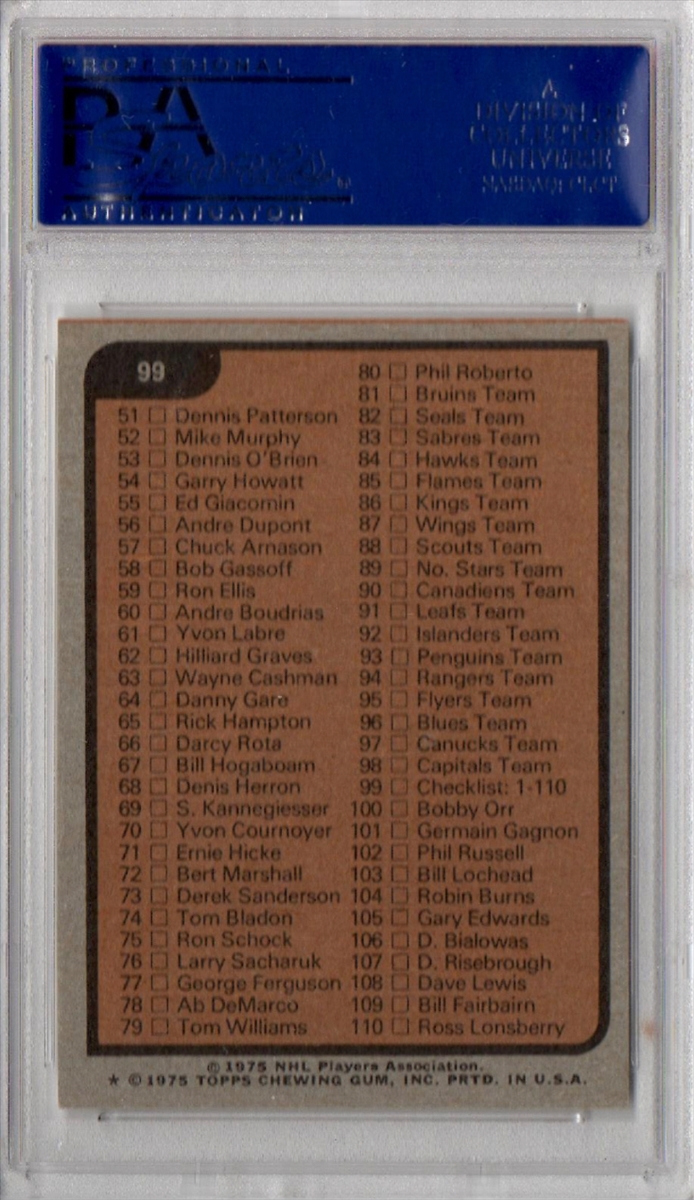 PROFESSIONAL
PSA
AUTHENTICATOR
A
DIVISION OF
COLLECTORS
UNIVERSE
NASDAQ: CLCT
99
51 Dennis Patterson
52 Mike Murphy
53 Dennis O'Brien
54 Garry Howatt
55 Ed Giacomin
56 Andre Dupont
57 Chuck Arnason
58 Bob Gassoff
59 Ron Ellis
60 Andre Boudrias
61 Yvon Labre
62 Hilliard Graves
63 Wayne Cashman
64 Danny Gare
65 Rick Hampton
66 Darcy Rota
67 Bill Hogaboam
68 Denis Herron
69 S. Kannegiesser
70 Yvon Cournoyer
71 Ernie Hicke
72 Bert Marshall
73 Derek Sanderson
74 Tom Bladon
75 Ron Schock
76 Larry Sacharuk
77 George Ferguson
78 Ab DeMarco
79 Tom Williams
80 Phil Roberto
81 Bruins Team
82 Seals Team
83 Sabres Team
84 Hawks Team
85 Flames Team
86 Kings Team
87 Wings Team
88 Scouts Team
89 No. Stars Team
90 Canadiens Team
91 Leafs Team
92 Islanders Team
93 Penguins Team
94 Rangers Team
95 Flyers Team
96 Blues Team
97 Canucks Team
98 Capitals Team
99 Checklist: 1-110
100 Bobby Orr
101 Germain Gagnon
102 Phil Russell
103 Bill Lochead
104 Robin Burns
105 Gary Edwards
106 D. Bialowas
107 D. Risebrough
108 Dave Lewis
109 Bill Fairbairn
110 Ross Lonsberry
© 1975 NHL Players Association.
★ © 1975 TOPPS CHEWING GUM, INC. PRTD. IN U.S.A.